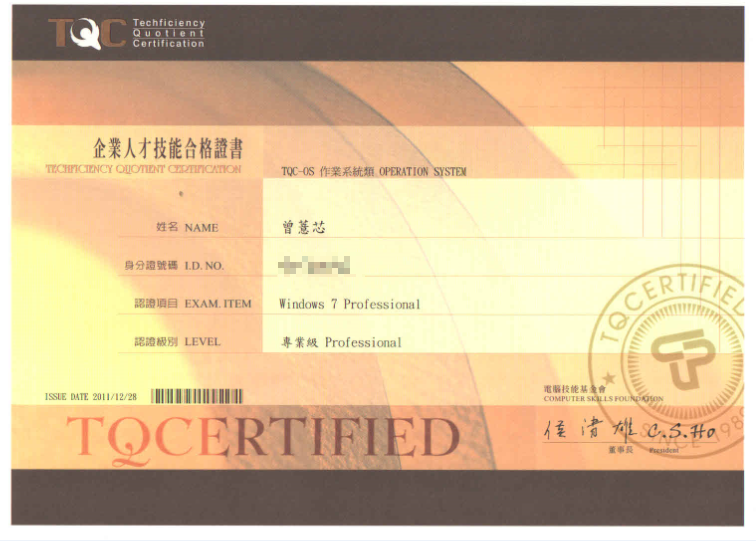 TQC Techficiency
Quotient
Certification
企業人才技能合格證書
TECHFICIENCY QUOTIENT CERTIFICATION
TQC-OS 作業系統類 OPERATION SYSTEM
姓名 NAME 曾薏芯
身分證號碼 I.D. NO.
認證項目 EXAM. ITEM Windows 7 Professional
認證級別 LEVEL 專業級 Professional
TQCERTIFIED
SINCE 1989
ISSUE DATE 2011/12/28
電腦技能基金會
COMPUTER SKILLS FOUNDATION
TQCERTIFIED
侯清雄 C.S.Ho
董事長 President